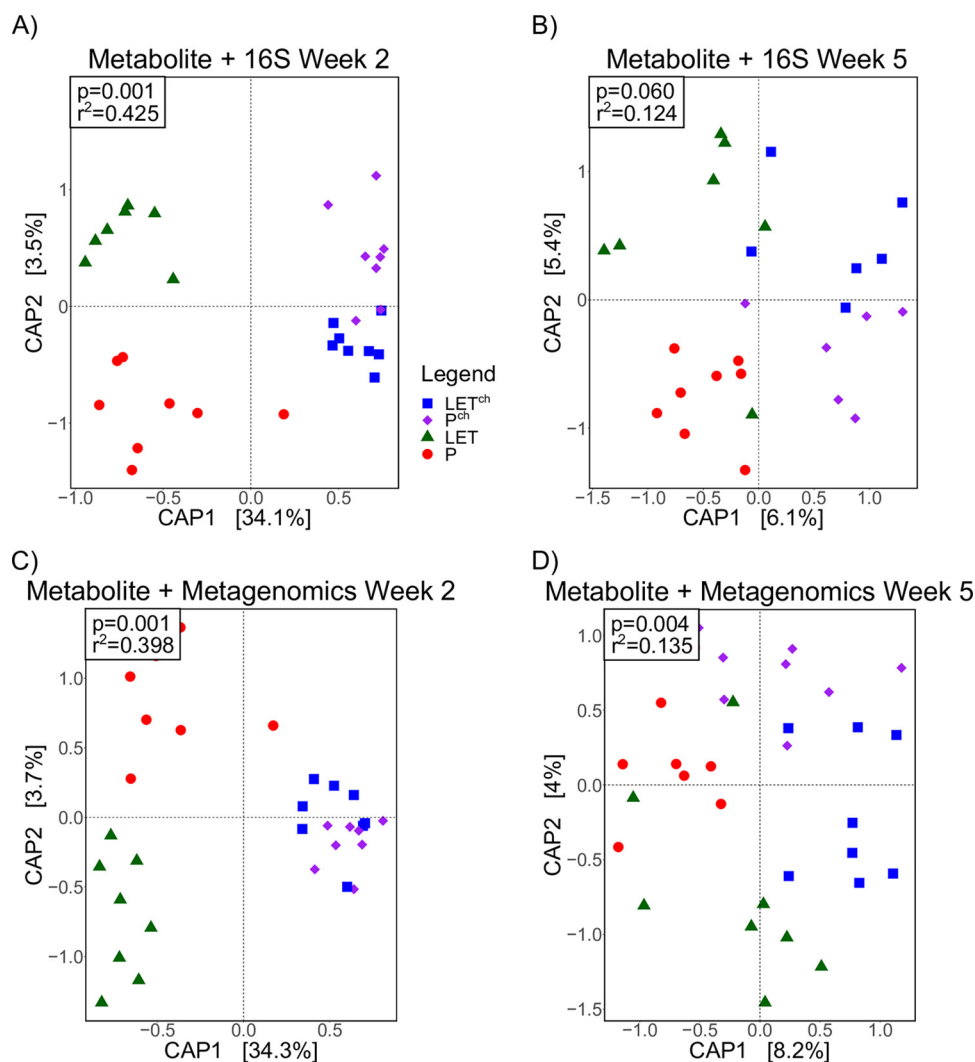 A)
Metabolite + 16S Week 2
p=0.001
r²=0.425
1
0
−1
CAP2 [3.5%]
−1.0
−0.5
0.0
0.5
CAP1 [34.1%]
B)
Metabolite + 16S Week 5
p=0.060
r²=0.124
1
0
−1
CAP2 [5.4%]
−1.5
−1.0
−0.5
0.0
0.5
1.0
CAP1 [6.1%]
Legend
LETᶜʰ
Pᶜʰ
LET
P
C)
Metabolite + Metagenomics Week 2
p=0.001
r²=0.398
1.0
0.5
0.0
−0.5
−1.0
CAP2 [3.7%]
−0.5
0.0
0.5
CAP1 [34.3%]
D)
Metabolite + Metagenomics Week 5
p=0.004
r²=0.135
1.0
0.5
0.0
−0.5
−1.0
−1.5
CAP2 [4%]
−1.0
−0.5
0.0
0.5
1.0
CAP1 [8.2%]